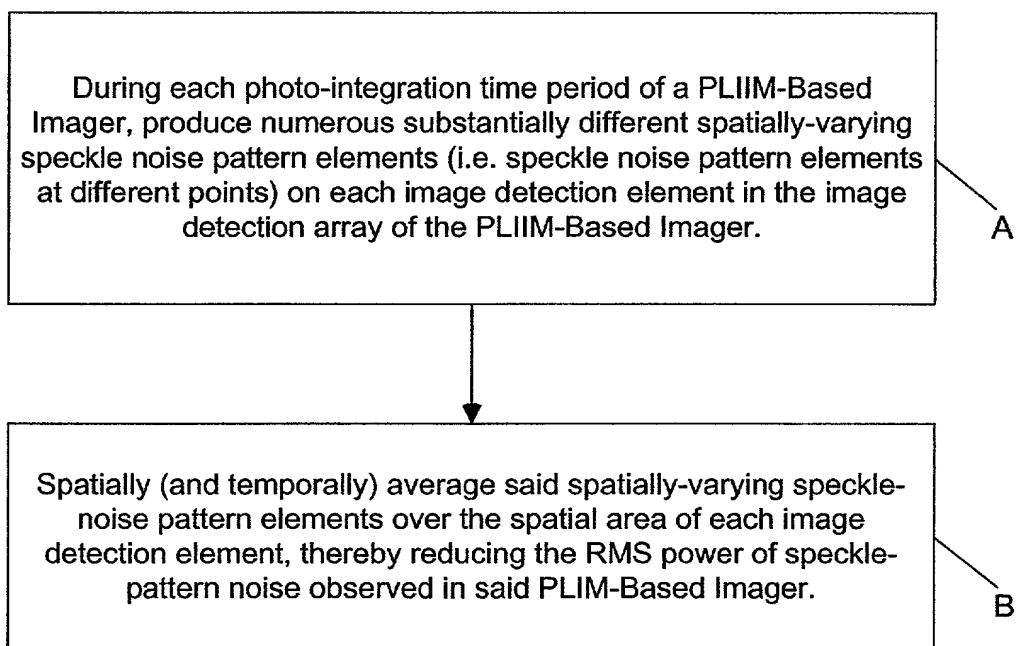 During each photo-integration time period of a PLIIM-Based
Imager, produce numerous substantially different spatially-varying
speckle noise pattern elements (i.e. speckle noise pattern elements
at different points) on each image detection element in the image
detection array of the PLIIM-Based Imager.
A
Spatially (and temporally) average said spatially-varying speckle-
noise pattern elements over the spatial area of each image
detection element, thereby reducing the RMS power of speckle-
pattern noise observed in said PLIM-Based Imager.
B